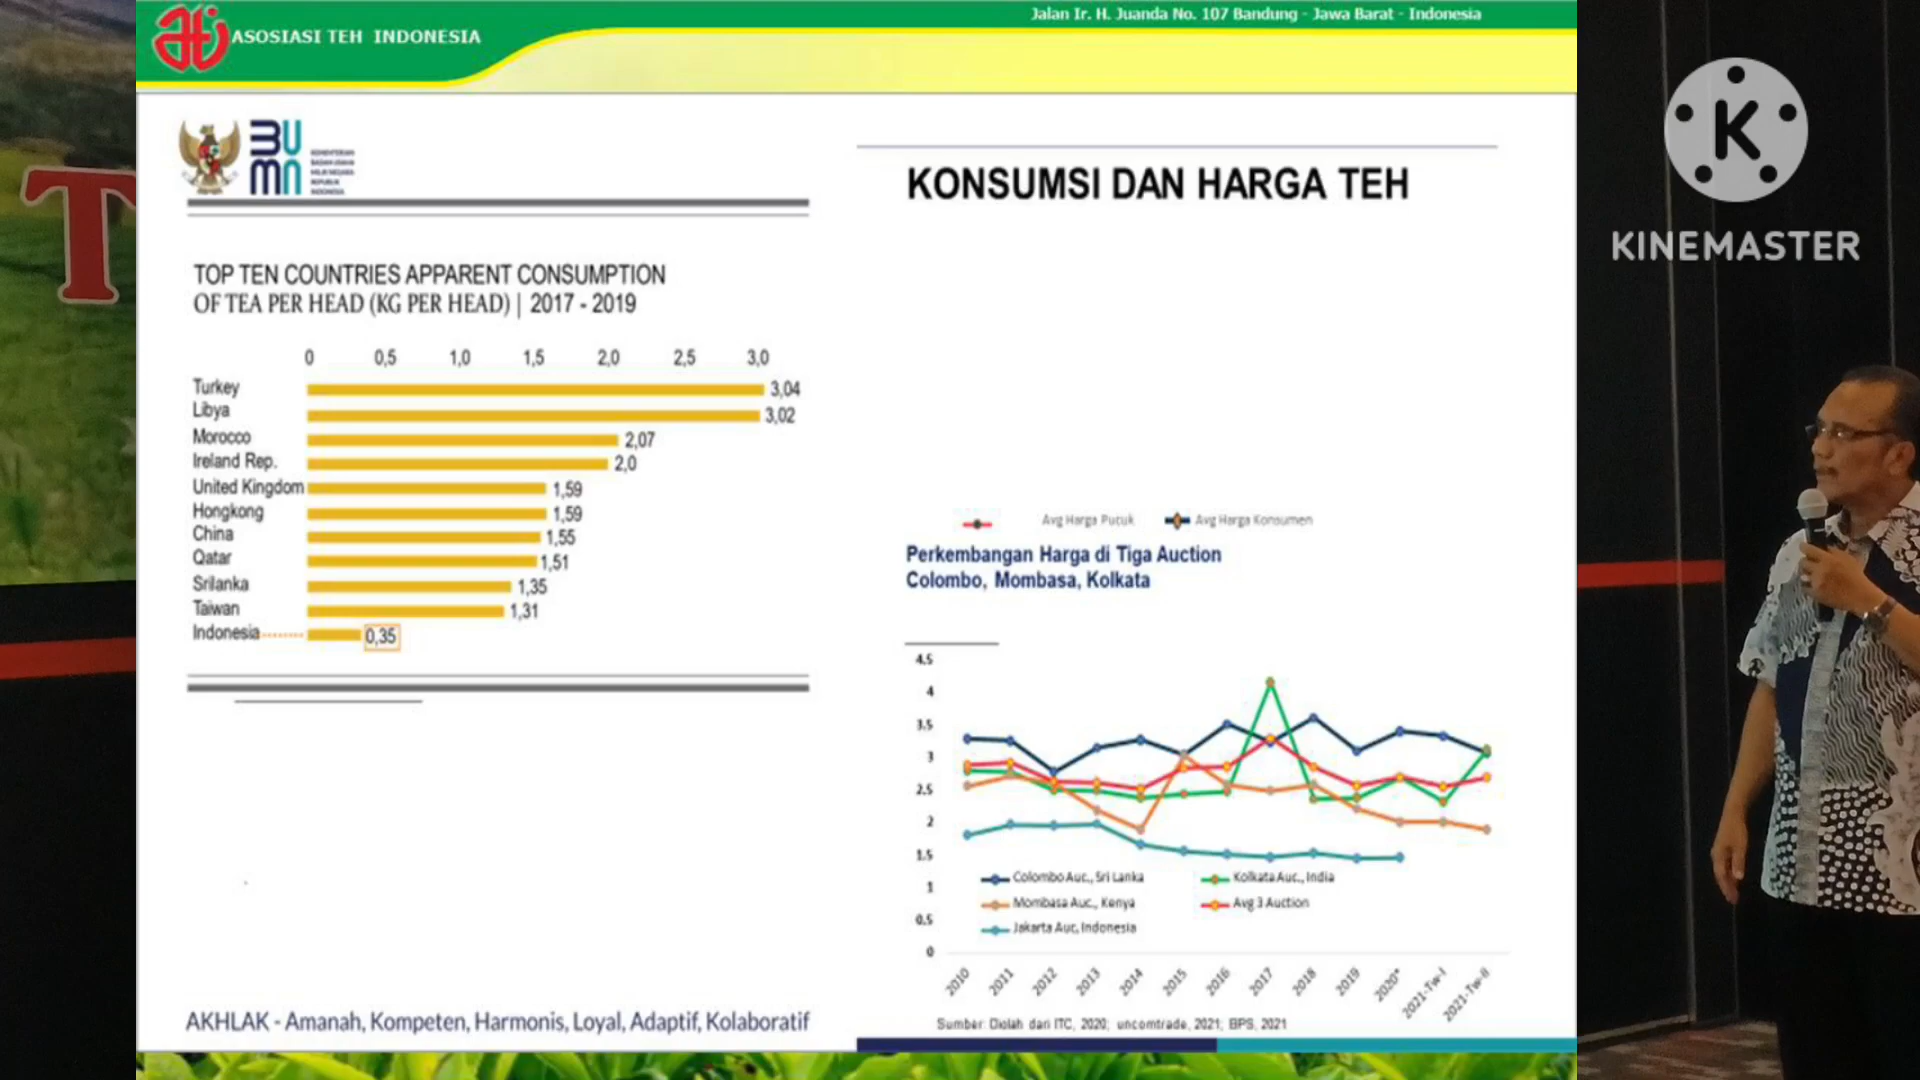 ASOSIASI TEH INDONESIA
Jalan Ir. H. Juanda No. 107 Bandung - Jawa Barat - Indonesia
T
BUMN
KEMENTERIAN
BADAN USAHA
MILIK NEGARA
REPUBLIK
INDONESIA
KONSUMSI DAN HARGA TEH
K
KINEMASTER
TOP TEN COUNTRIES APPARENT CONSUMPTION
OF TEA PER HEAD (KG PER HEAD) | 2017 - 2019
0 0,5 1,0 1,5 2,0 2,5 3,0
Turkey 3,04
Libya 3,02
Morocco 2,07
Ireland Rep. 2,0
United Kingdom 1,59
Hongkong 1,59
China 1,55
Qatar 1,51
Srilanka 1,35
Taiwan 1,31
Indonesia 0,35
AKHLAK - Amanah, Kompeten, Harmonis, Loyal, Adaptif, Kolaboratif
Avg Harga Pucuk Avg Harga Konsumen
Perkembangan Harga di Tiga Auction
Colombo, Mombasa, Kolkata
4.5
4
3.5
3
2.5
2
1.5
1
0.5
0
Colombo Auc., Sri Lanka Kolkata Auc., India
Mombasa Auc., Kenya Avg 3 Auction
Jakarta Auc, Indonesia
2010 2011 2012 2013 2014 2015 2016 2017 2018 2019 2020* 2021-Tw-I 2021-Tw-II
Sumber: Diolah dari ITC, 2020; uncomtrade, 2021; BPS, 2021